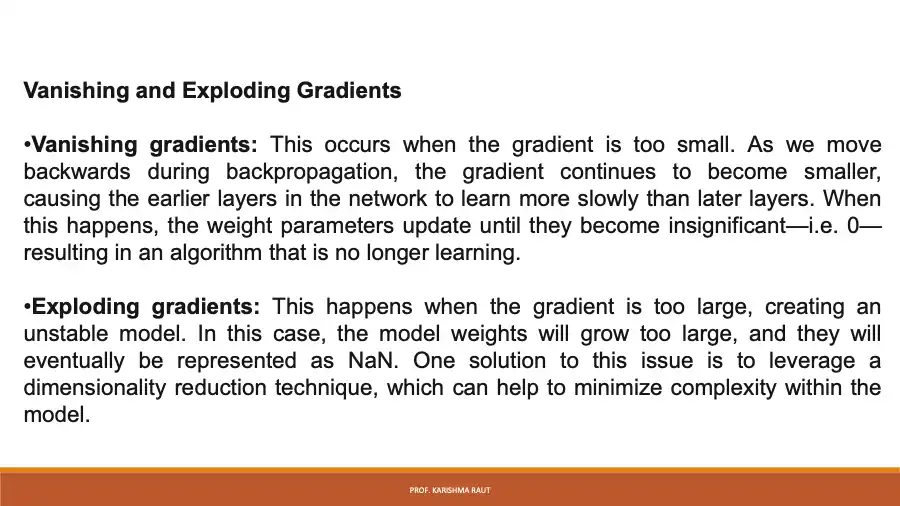 Vanishing and Exploding Gradients
•Vanishing gradients: This occurs when the gradient is too small. As we move
backwards during backpropagation, the gradient continues to become smaller,
causing the earlier layers in the network to learn more slowly than later layers. When
this happens, the weight parameters update until they become insignificant—i.e. 0—
resulting in an algorithm that is no longer learning.
•Exploding gradients: This happens when the gradient is too large, creating an
unstable model. In this case, the model weights will grow too large, and they will
eventually be represented as NaN. One solution to this issue is to leverage a
dimensionality reduction technique, which can help to minimize complexity within the
model.
PROF. KARISHMA RAUT